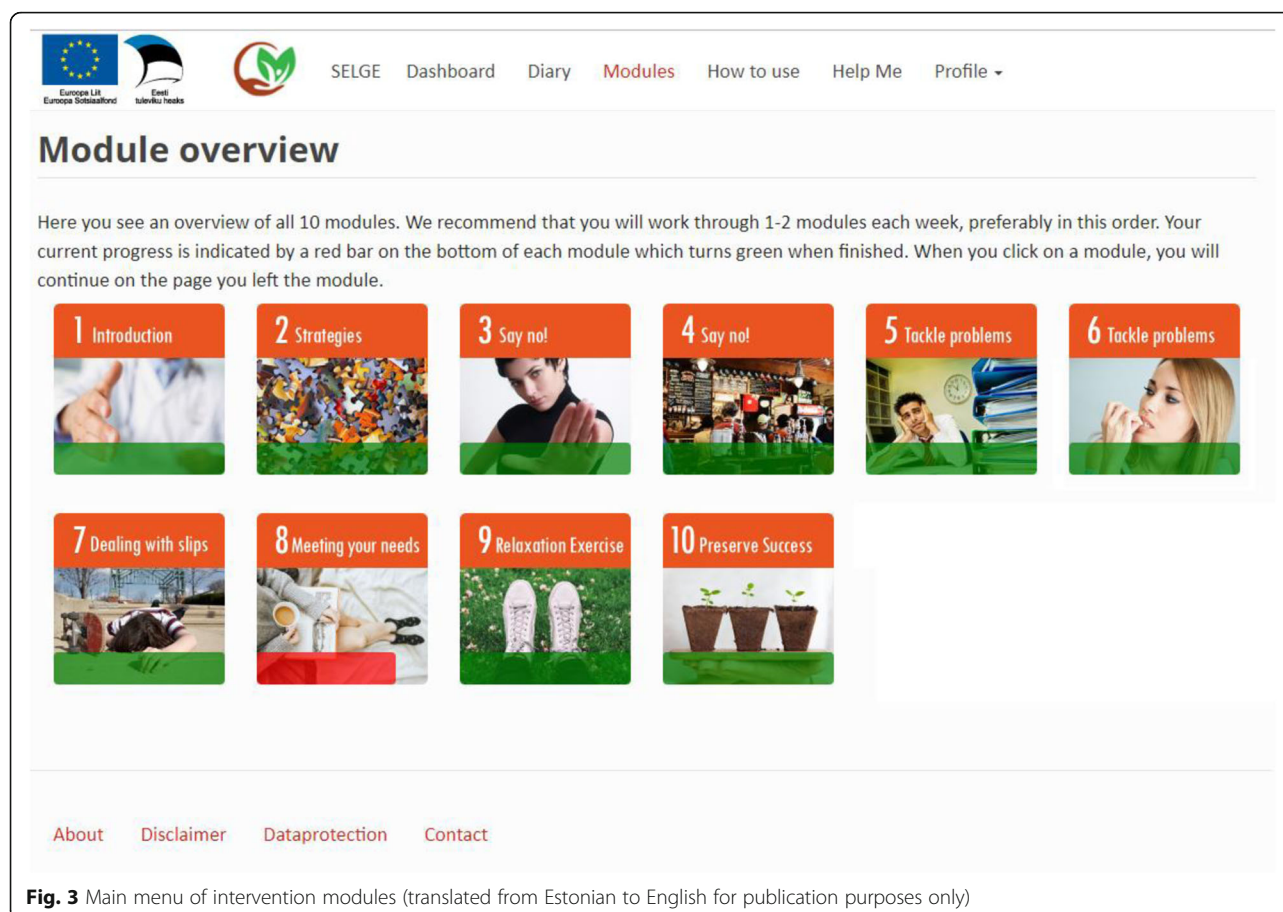 Euroopa Liit
Euroopa Sotsiaalfond
Eesti
tuleviku heaks
SELGE Dashboard Diary Modules How to use Help Me Profile
Module overview
Here you see an overview of all 10 modules. We recommend that you will work through 1-2 modules each week, preferably in this order. Your
current progress is indicated by a red bar on the bottom of each module which turns green when finished. When you click on a module, you will
continue on the page you left the module.
1 Introduction
2 Strategies
3 Say no!
4 Say no!
5 Tackle problems
6 Tackle problems
7 Dealing with slips
8 Meeting your needs
9 Relaxation Exercise
10 Preserve Success
About Disclaimer Dataprotection Contact
Fig. 3 Main menu of intervention modules (translated from Estonian to English for publication purposes only)